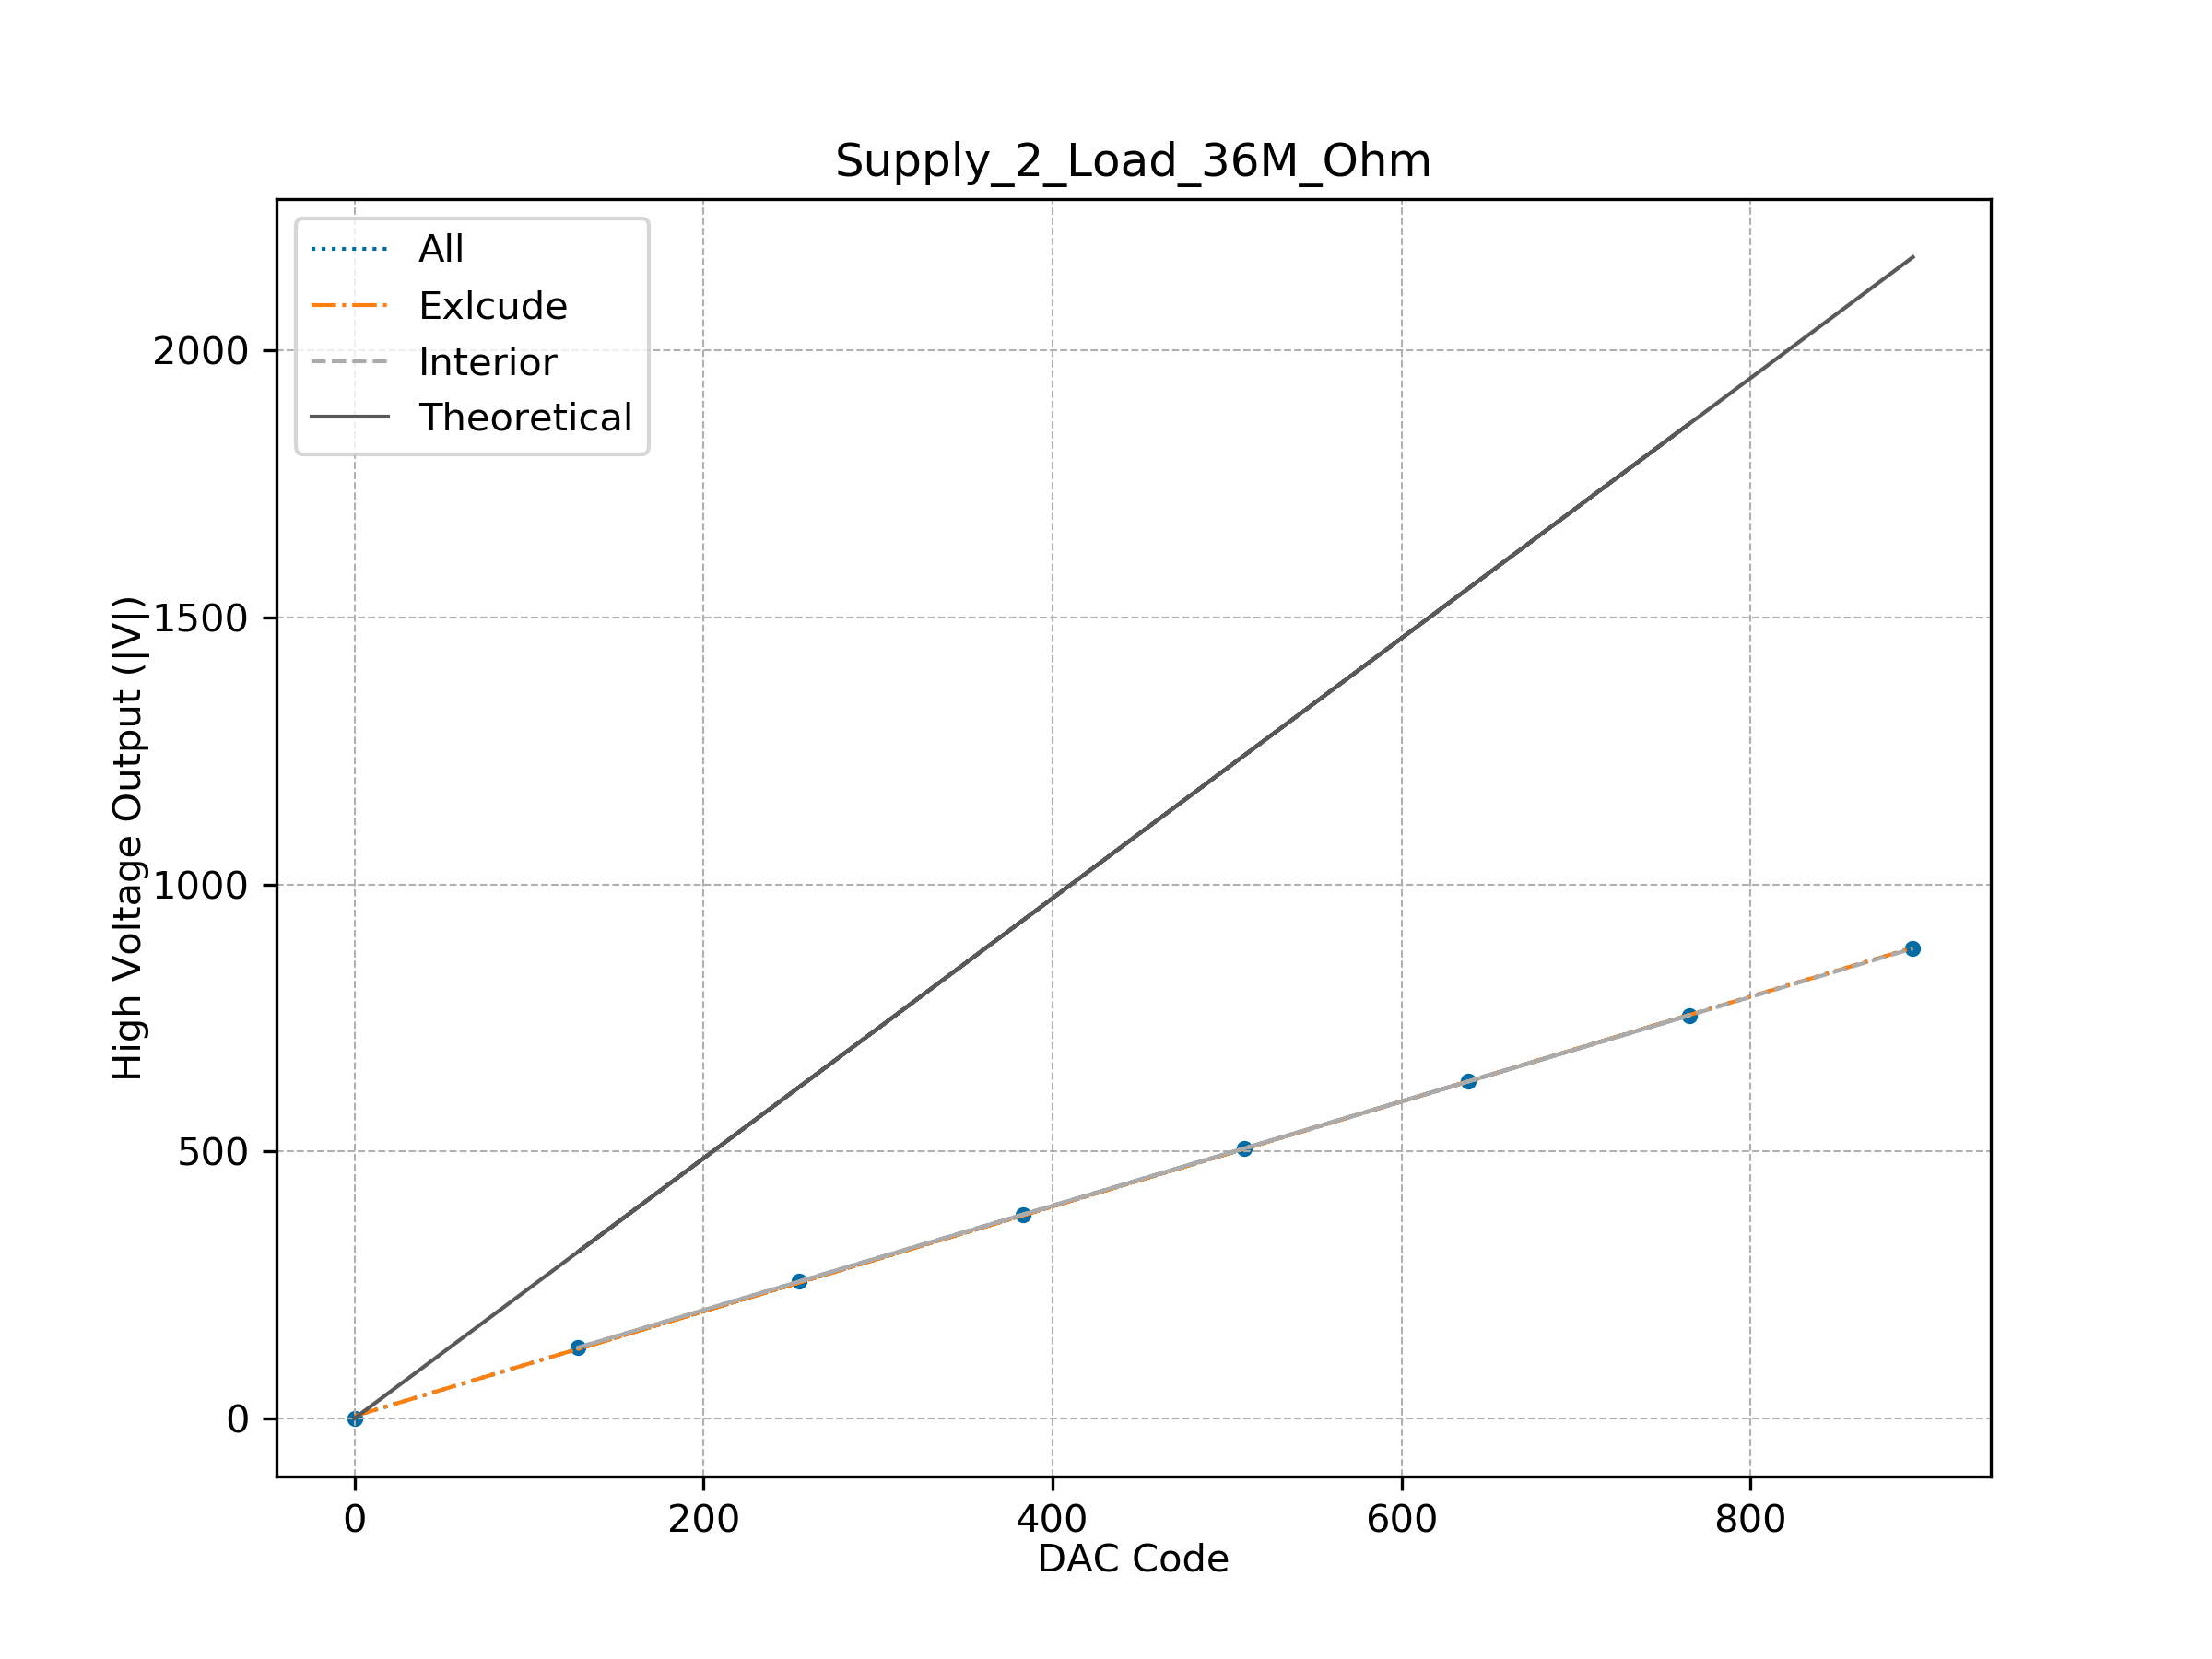 Supply_2_Load_36M_Ohm
All
Exlcude
Interior
Theoretical
High Voltage Output (|V|)
2000
1500
1000
500
0
0 200 400 600 800
DAC Code